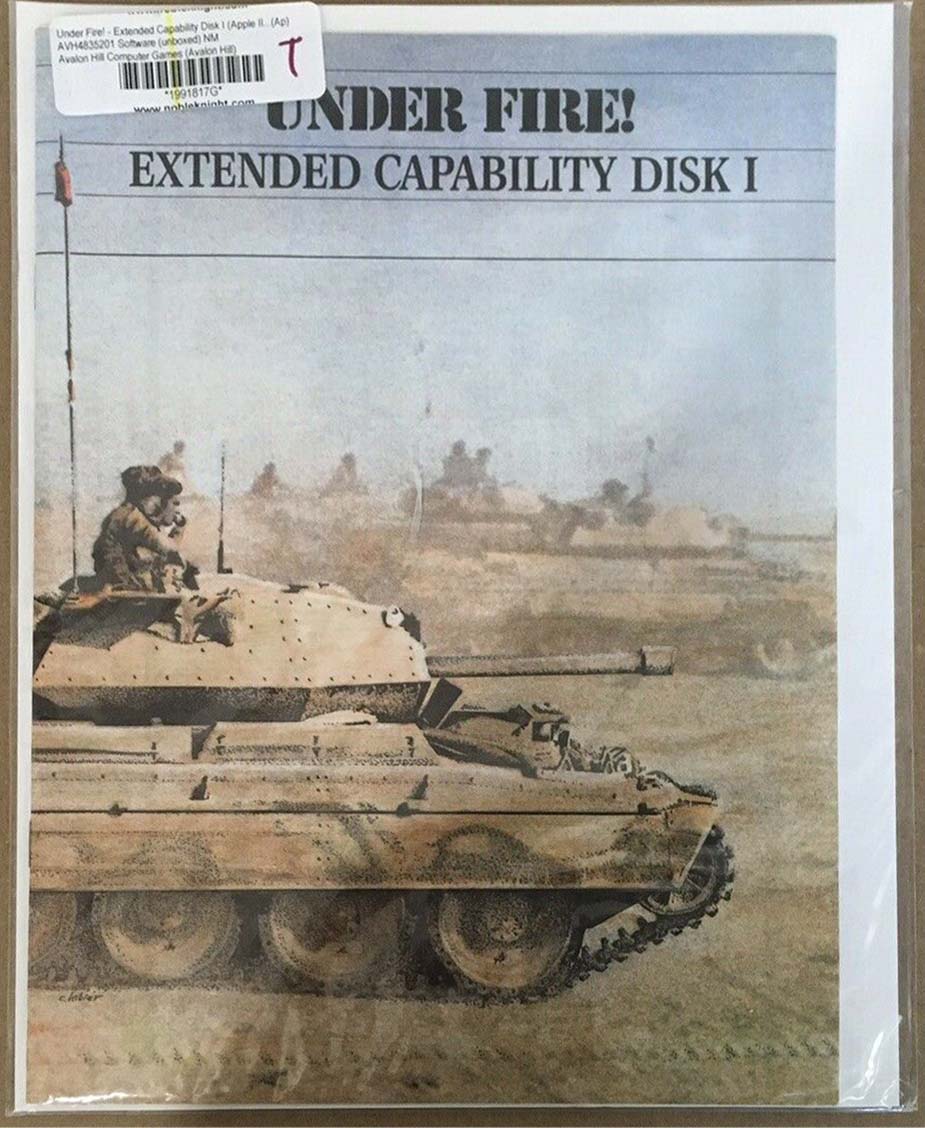 Under Fire! - Extended Capability Disk I (Apple II...(Ap)
AVH4835201 Software (unboxed) NM
Avalon Hill Computer Games (Avalon Hill)
T
*1991817G*
www.nobleknight.com
UNDER FIRE!
EXTENDED CAPABILITY DISK I